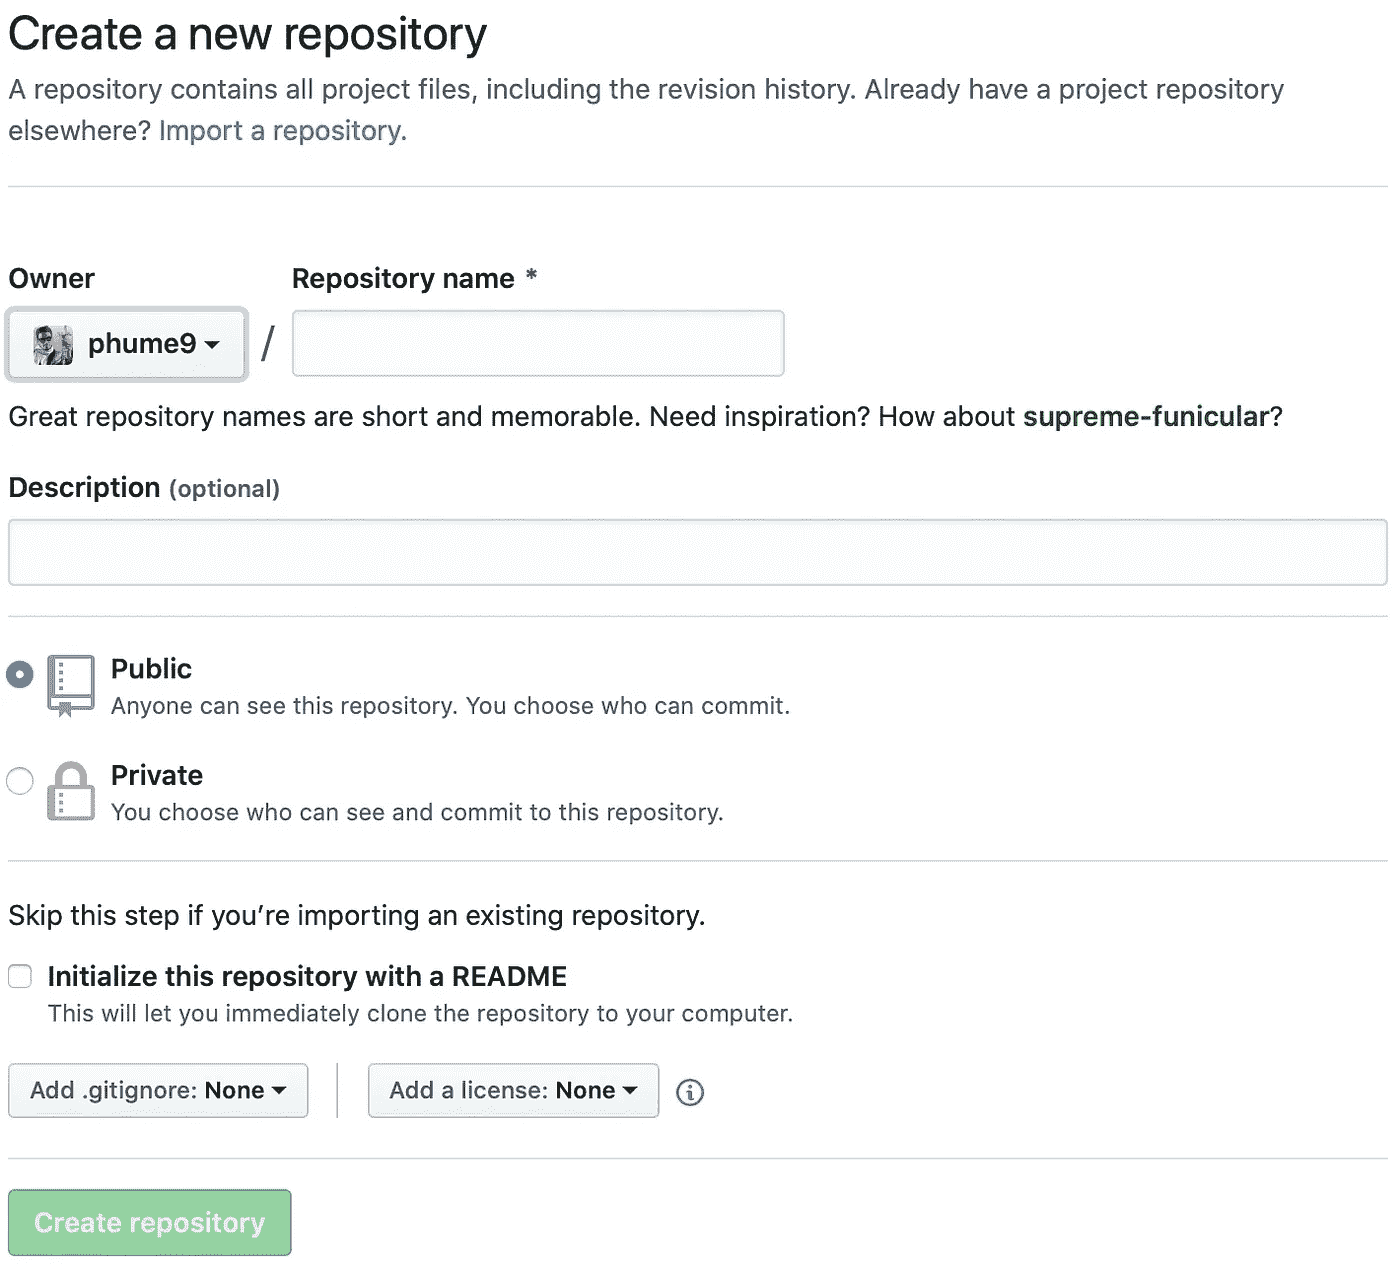 Create a new repository
A repository contains all project files, including the revision history. Already have a project repository
elsewhere? Import a repository.
Owner
Repository name *
phume9
/
Great repository names are short and memorable. Need inspiration? How about supreme-funicular?
Description (optional)
Public
Anyone can see this repository. You choose who can commit.
Private
You choose who can see and commit to this repository.
Skip this step if you’re importing an existing repository.
Initialize this repository with a README
This will let you immediately clone the repository to your computer.
Add .gitignore: None
Add a license: None
Create repository